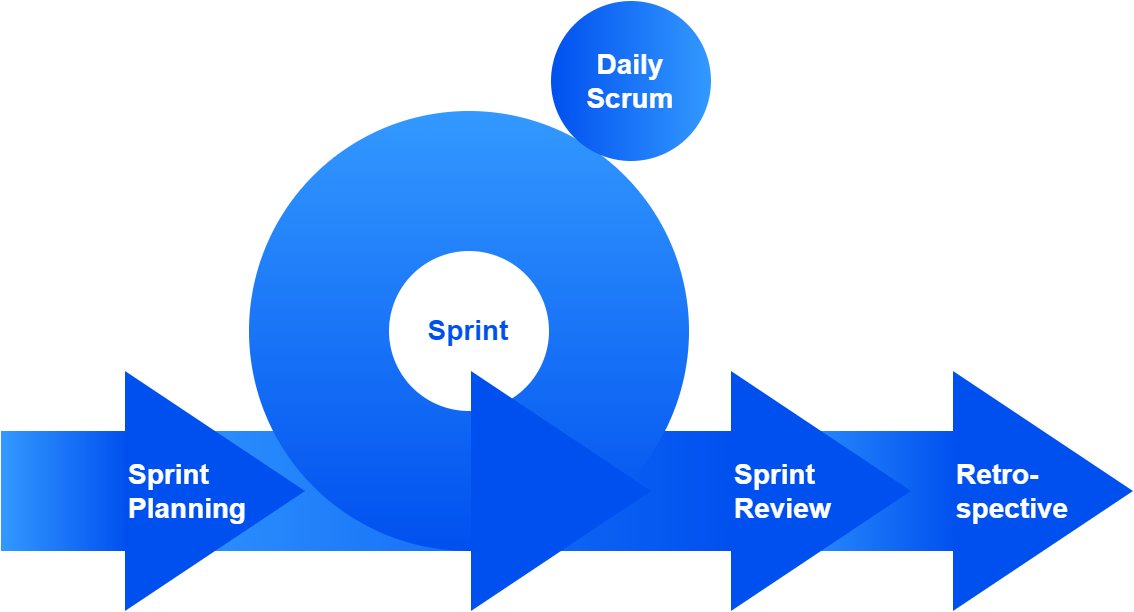 Daily
Scrum
Sprint
Sprint
Planning
Sprint
Review
Retro-
spective